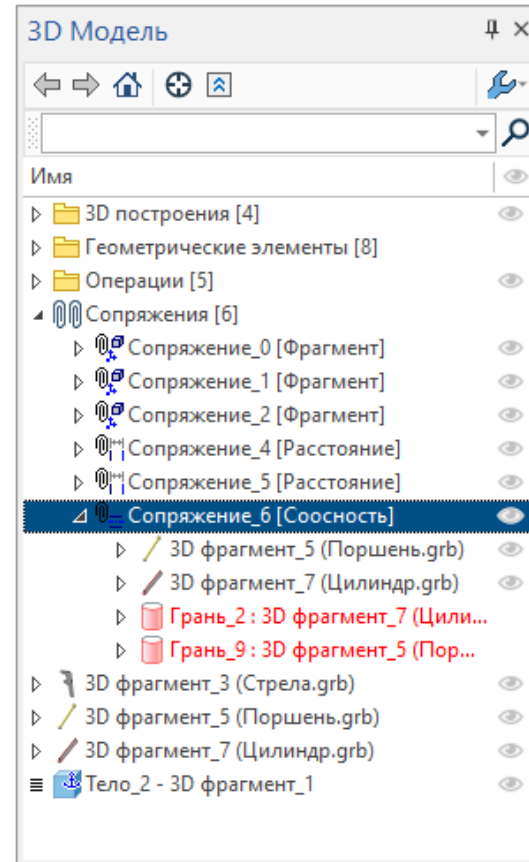 3D Модель
Имя
3D построения [4]
Геометрические элементы [8]
Операции [5]
Сопряжения [6]
Сопряжение_0 [Фрагмент]
Сопряжение_1 [Фрагмент]
Сопряжение_2 [Фрагмент]
Сопряжение_4 [Расстояние]
Сопряжение_5 [Расстояние]
Сопряжение_6 [Соосность]
3D фрагмент_5 (Поршень.grb)
3D фрагмент_7 (Цилиндр.grb)
Грань_2 : 3D фрагмент_7 (Цили...
Грань_9 : 3D фрагмент_5 (Пор...
3D фрагмент_3 (Стрела.grb)
3D фрагмент_5 (Поршень.grb)
3D фрагмент_7 (Цилиндр.grb)
Тело_2 - 3D фрагмент_1